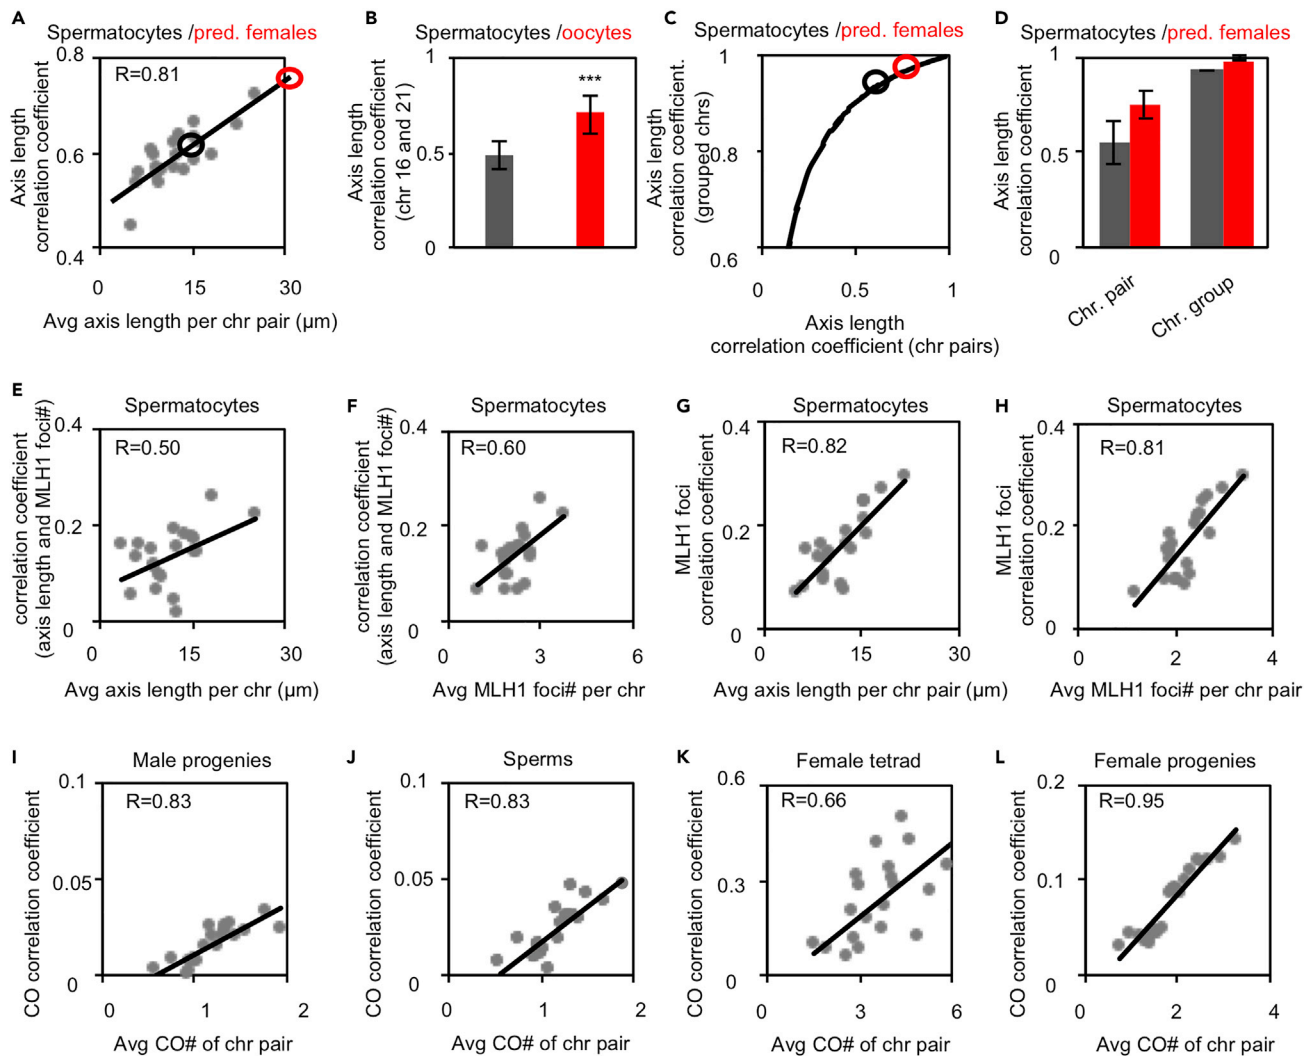 A
Spermatocytes /pred. females
R=0.81
Axis length
correlation coefficient
0.8
0.6
0.4
0
15
30
Avg axis length per chr pair (µm)
B
Spermatocytes /oocytes
***
Axis length
correlation coefficient
(chr 16 and 21)
1
0.5
0
C
Spermatocytes /pred. females
Axis length
correlation coefficient.
(grouped chrs)
1
0.8
0.6
0
0.5
1
Axis length
correlation coefficient (chr pairs)
D
Spermatocytes /pred. females
Axis length
correlation coefficient
1
0.5
0
Chr. pair
Chr. group
E
Spermatocytes
R=0.50
correlation coefficient
(axis length and MLH1 foci#)
0.4
0.2
0
0
15
30
Avg axis length per chr (µm)
F
Spermatocytes
R=0.60
correlation coefficient
(axis length and MLH1 foci#)
0.4
0.2
0
0
3
6
Avg MLH1 foci# per chr
G
Spermatocytes
R=0.82
MLH1 foci
correlation coefficient
0.4
0.2
0
0
15
30
Avg axis length per chr pair (µm)
H
Spermatocytes
R=0.81
MLH1 foci
correlation coefficient
0.4
0.2
0
0
2
4
Avg MLH1 foci# per chr pair
I
Male progenies
R=0.83
CO correlation coefficient
0.1
0.05
0
0
1
2
Avg CO# of chr pair
J
Sperms
R=0.83
CO correlation coefficient
0.1
0.05
0
0
1
2
Avg CO# of chr pair
K
Female tetrad
R=0.66
CO correlation coefficient
0.6
0.3
0
0
3
6
Avg CO# of chr pair
L
Female progenies
R=0.95
CO correlation coefficient
0.2
0.1
0
0
2
4
Avg CO# of chr pair